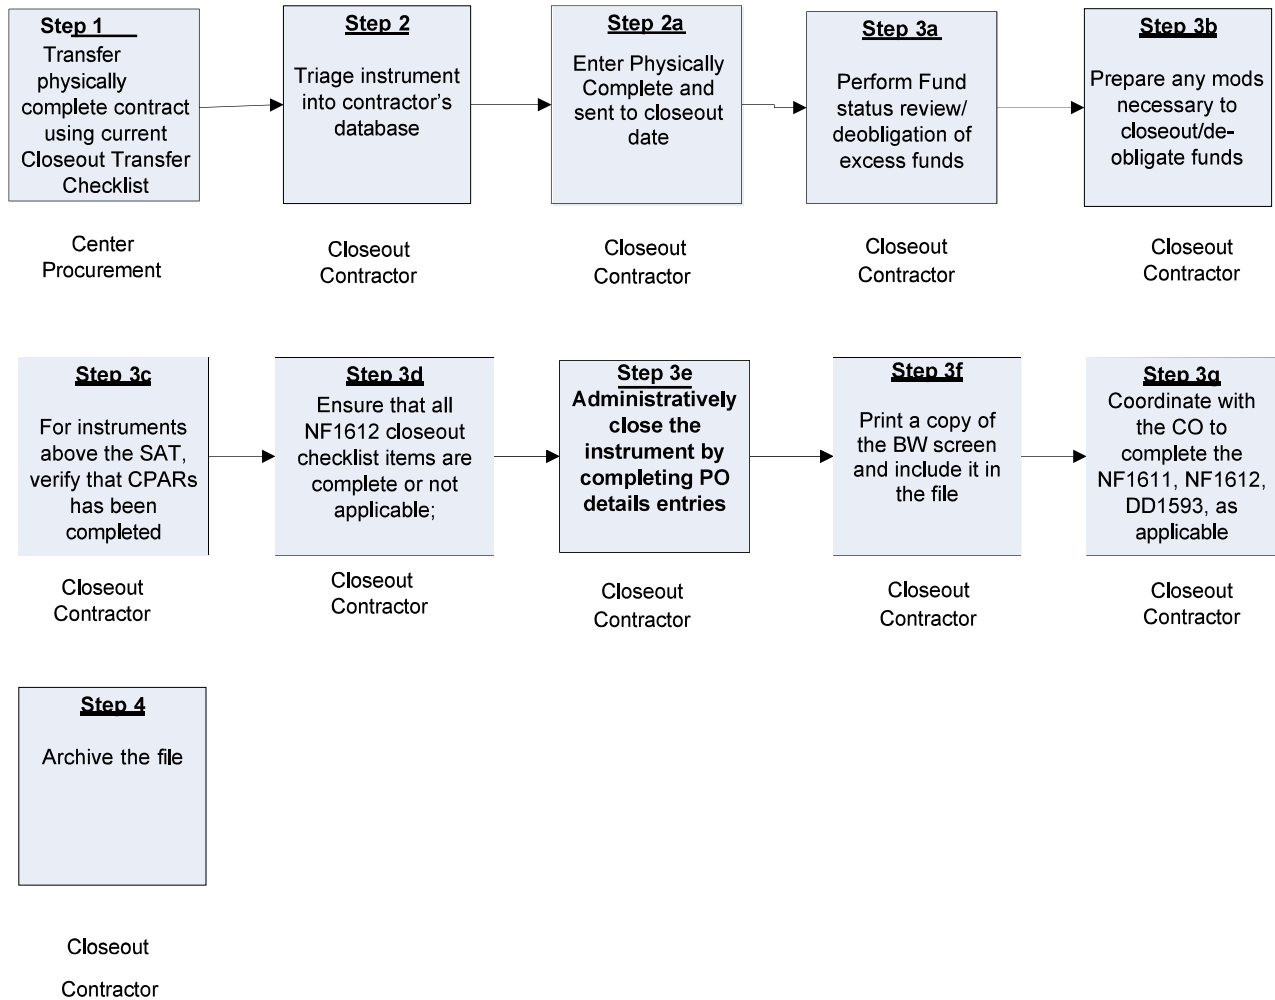 Step 1
Transfer
physically
complete contract
using current
Closeout Transfer
Checklist
Center
Procurement
Step 2
Triage instrument
into contractor's
database
Closeout
Contractor
Step 2a
Enter Physically
Complete and
sent to closeout
date
Closeout
Contractor
Step 3a
Perform Fund
status review/
deobligation of
excess funds
Closeout
Contractor
Step 3b
Prepare any mods
necessary to
closeout/de-
obligate funds
Closeout
Contractor
Step 3c
For instruments
above the SAT,
verify that CPARs
has been
completed
Closeout
Contractor
Step 3d
Ensure that all
NF1612 closeout
checklist items are
complete or not
applicable;
Closeout
Contractor
Step 3e
Administratively
close the
instrument by
completing PO
details entries
Closeout
Contractor
Step 3f
Print a copy of
the BW screen
and include it in
the file
Closeout
Contractor
Step 3g
Coordinate with
the CO to
complete the
NF1611, NF1612,
DD1593, as
applicable
Closeout
Contractor
Step 4
Archive the file
Closeout
Contractor